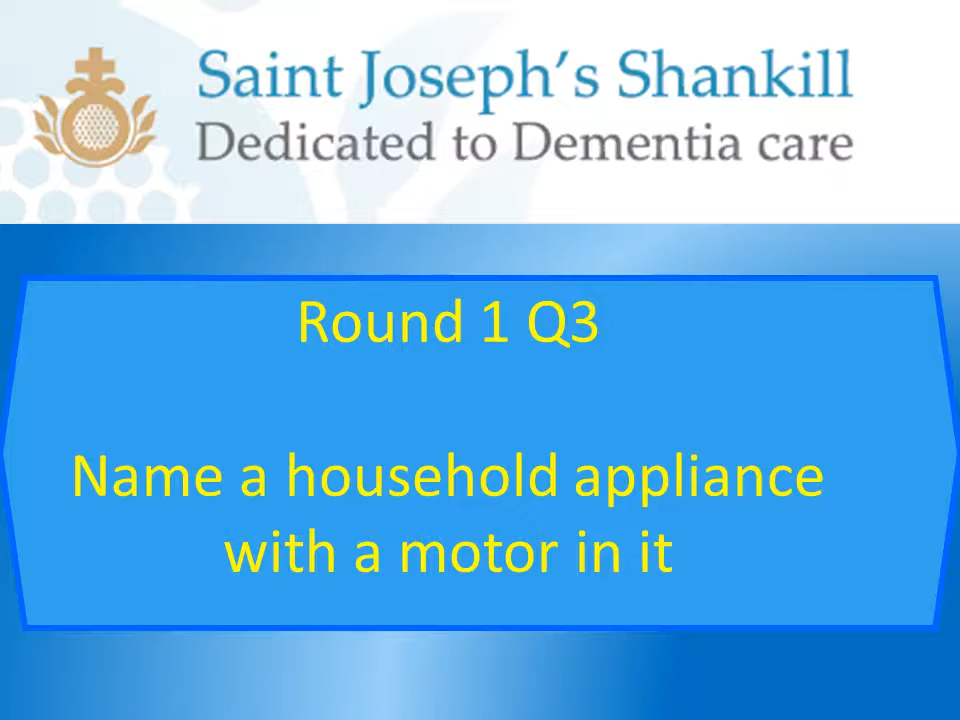 Saint Joseph's Shankill
Dedicated to Dementia care
Round 1 Q3
Name a household appliance
with a motor in it